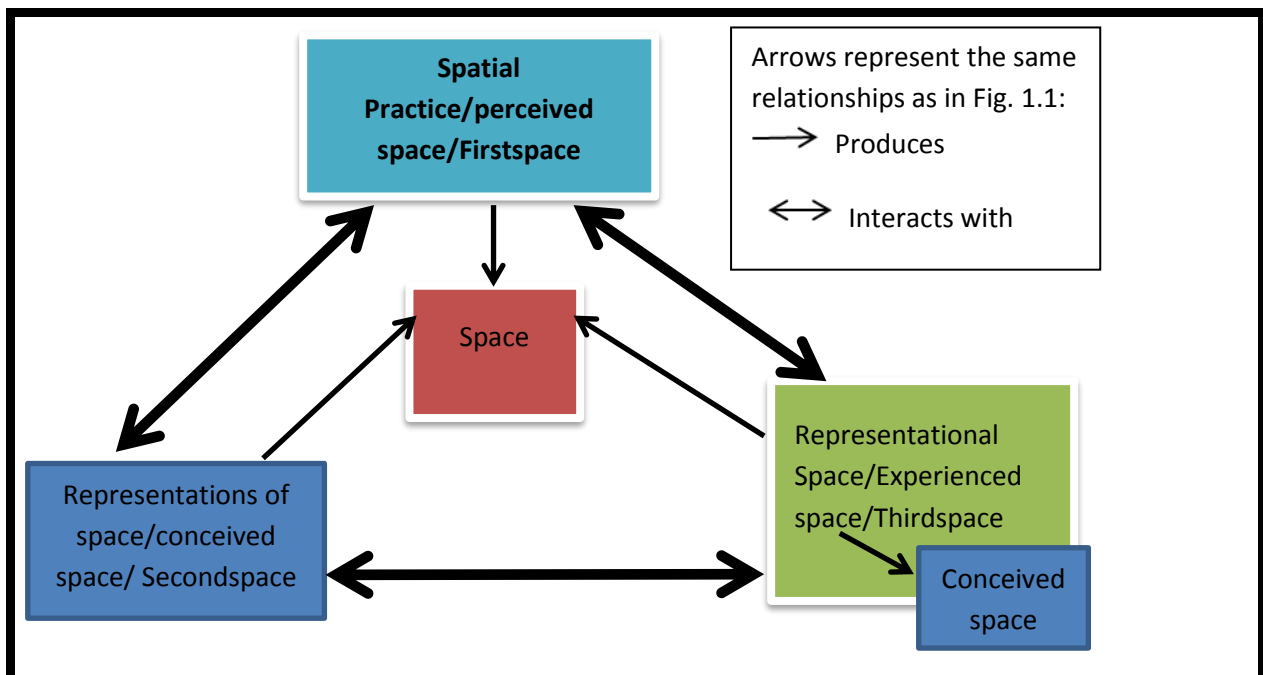 Spatial
Practice/perceived
space/Firstspace
Arrows represent the same
relationships as in Fig. 1.1:
Produces
Interacts with
Space
Representations of
space/conceived
space/ Secondspace
Representational
Space/Experienced
space/Thirdspace
Conceived
space